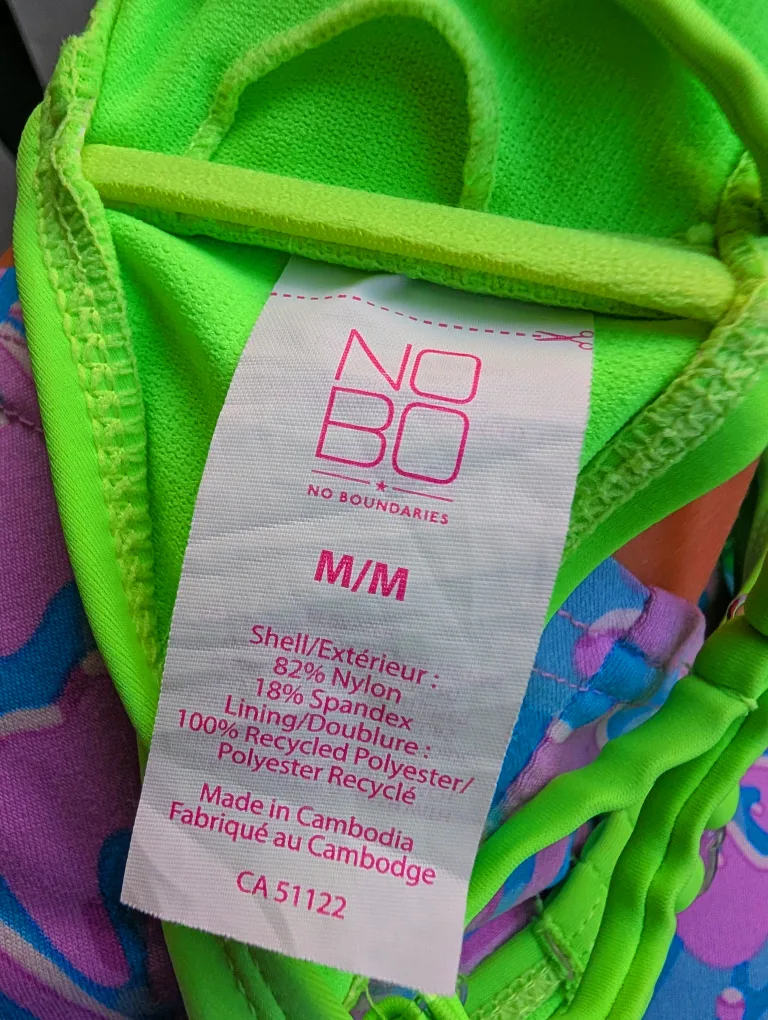 NO
BO
NO BOUNDARIES
M/M
Shell/Extérieur :
82% Nylon
18% Spandex
Lining/Doublure :
100% Recycled Polyester/
Polyester Recyclé
Made in Cambodia
Fabriqué au Cambodge
CA 51122